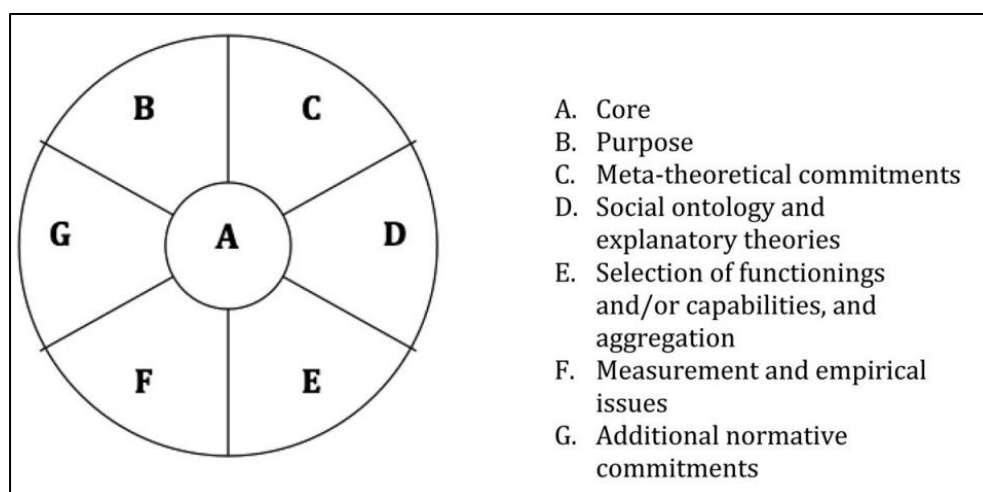 B
C
G
A
D
F
E
A. Core
B. Purpose
C. Meta-theoretical commitments
D. Social ontology and
explanatory theories
E. Selection of functionings
and/or capabilities, and
aggregation
F. Measurement and empirical
issues
G. Additional normative
commitments